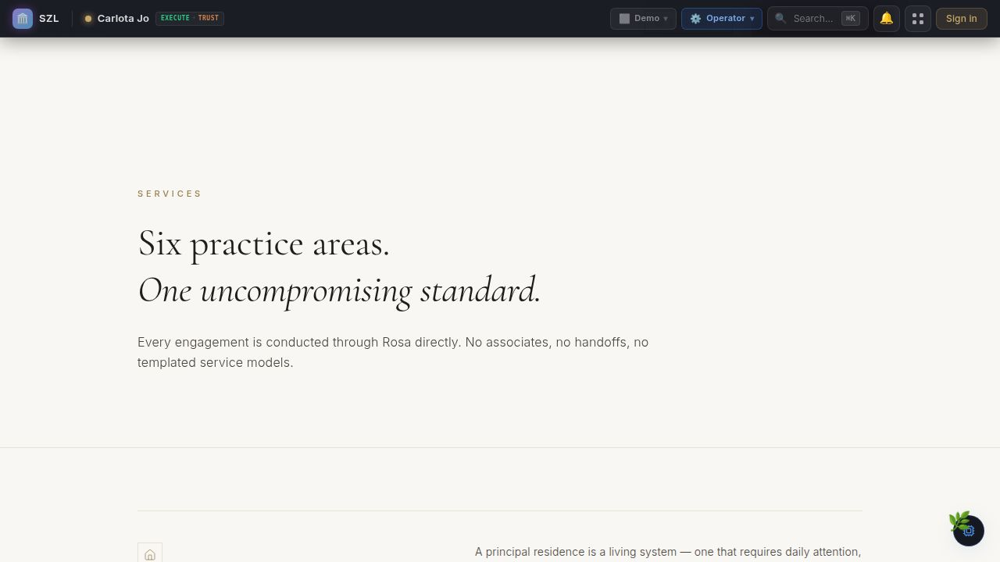 SZL
Carlota Jo
EXECUTE · TRUST
Demo
Operator
Search...
⌘K
Sign in
SERVICES
Six practice areas.
One uncompromising standard.
Every engagement is conducted through Rosa directly. No associates, no handoffs, no
templated service models.
A principal residence is a living system — one that requires daily attention,